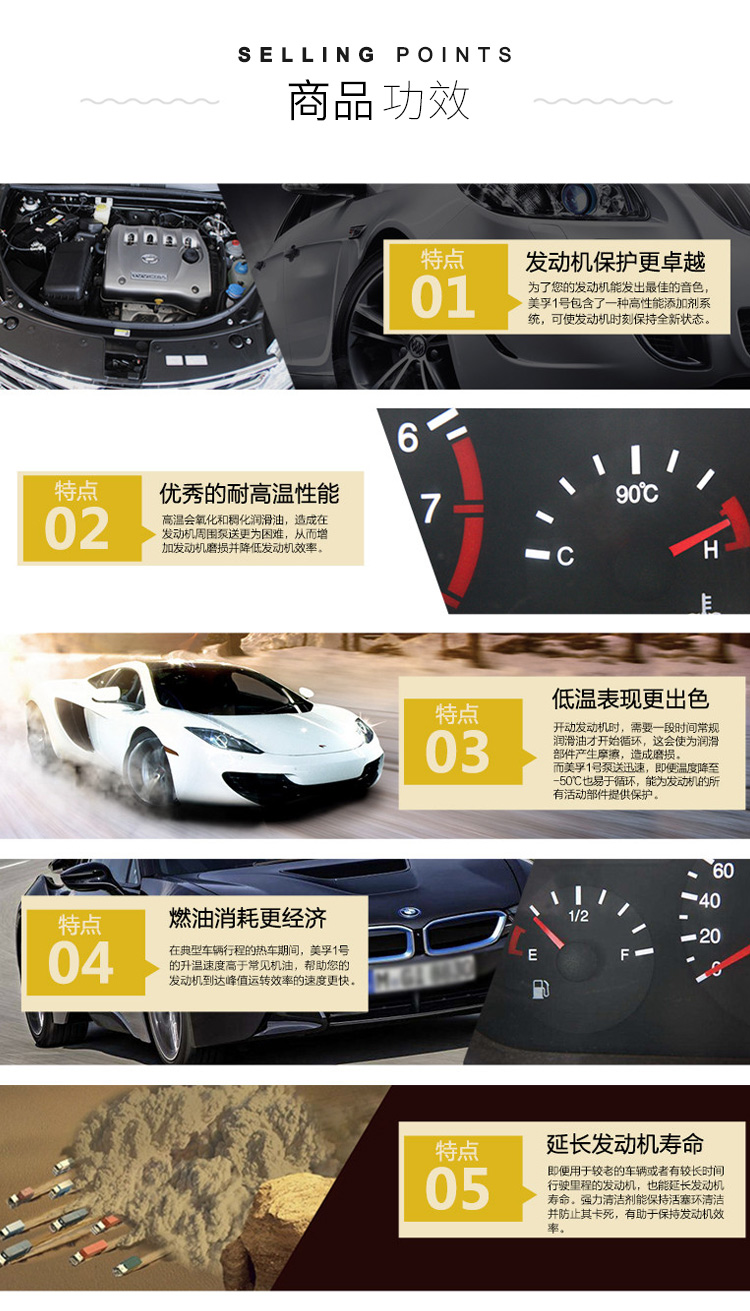 SELLING POINTS
商品功效
特点
01
发动机保护更卓越
为了您的发动机能发出最佳的音色，
美孚1号包含了一种高性能添加剂系
统，可使发动机时刻保持全新状态。
特点
02
优秀的耐高温性能
高温会氧化和稠化润滑油，造成在
发动机周围泵送更为困难，从而增
加发动机磨损并降低发动机效率。
6
7
90℃
C
H
特点
03
低温表现更出色
开动发动机时，需要一段时间常规
润滑油才开始循环，这会使为润滑
部件产生摩擦，造成磨损。
而美孚1号泵送迅速，即便温度降至
-50℃也易于循环，能为发动机的所
有活动部件提供保护。
特点
04
燃油消耗更经济
在典型车辆行程的热车期间，美孚1号
的升温速度高于常见机油，帮助您的
发动机到达峰值运转效率的速度更快。
1/2
E
F
60
40
20
0
特点
05
延长发动机寿命
即便用于较老的车辆或者有较长时间
行驶里程的发动机，也能延长发动机
寿命。强力清洁剂能保持活塞环清洁
并防止其卡死，有助于保持发动机效
率。